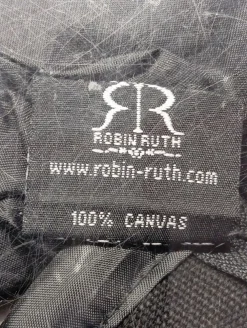 RR
ROBIN RUTH
www.robin-ruth.com
100% CANVAS